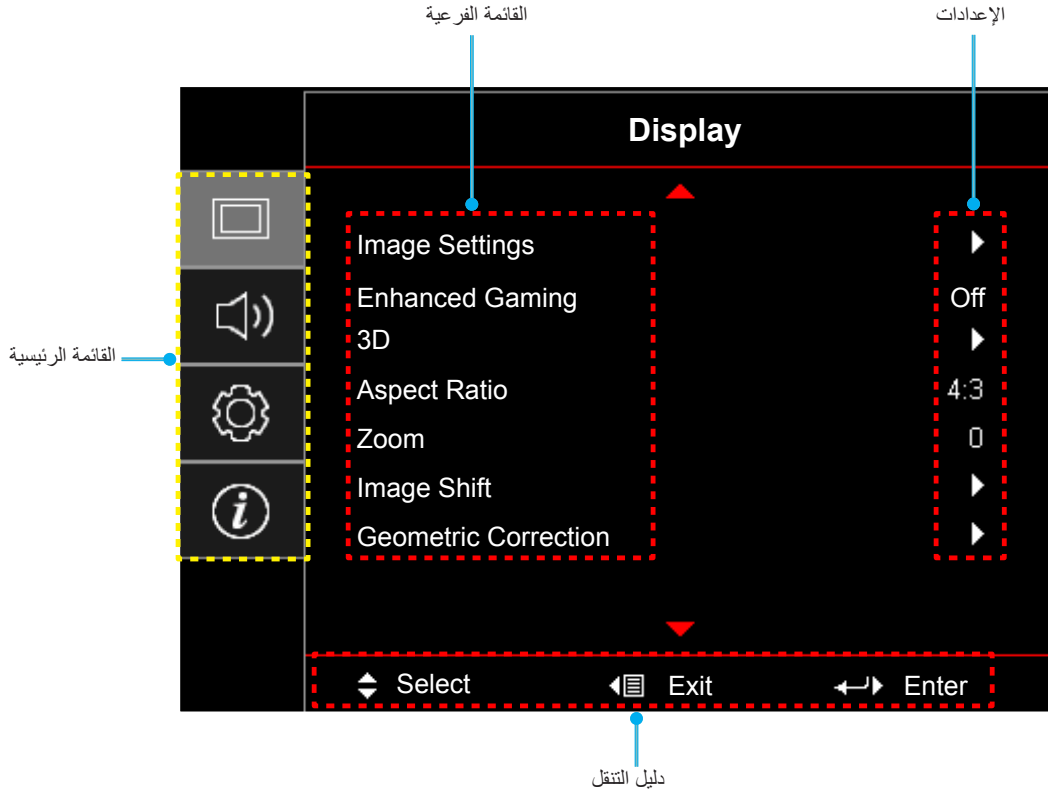 القائمة الفرعية
الإعدادات
Display
Image Settings
Enhanced Gaming Off
3D
Aspect Ratio 4:3
Zoom 0
Image Shift
Geometric Correction
القائمة الرئيسية
Select Exit Enter
دليل التنقل